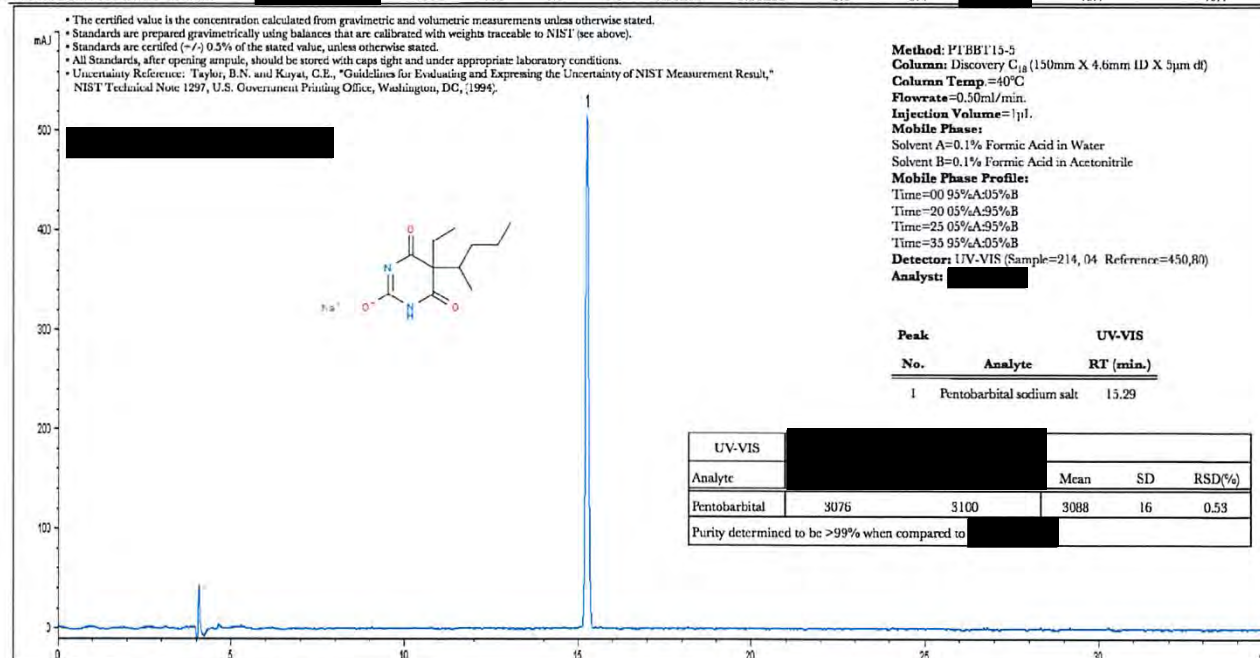 • The certified value is the concentration calculated from gravimetric and volumetric measurements unless otherwise stated.
• Standards are prepared gravimetrically using balances that are calibrated with weights traceable to NIST (see above).
• Standards are certifed (+/-) 0.5% of the stated value, unless otherwise stated.
• All Standards, after opening ampule, should be stored with caps tight and under appropriate laboratory conditions.
• Uncertainty Reference: Taylor, B.N. and Kuyat, C.E., "Guidelines for Evaluating and Expressing the Uncertainty of NIST Measurement Result,"
NIST Technical Note 1297, U.S. Government Printing Office, Washington, DC, (1994).
1
500
400
300
200
100
0
0 5 10 15 20 25 30
O
N
Na⁺ O⁻ N H O
Method: PTBBT15-5
Column: Discovery C18 (150mm X 4.6mm ID X 5µm df)
Column Temp.=40°C
Flowrate=0.50ml/min.
Injection Volume=1µL
Mobile Phase:
Solvent A=0.1% Formic Acid in Water
Solvent B=0.1% Formic Acid in Acetonitrile
Mobile Phase Profile:
Time=00 95%A:05%B
Time=20 05%A:95%B
Time=25 05%A:95%B
Time=35 95%A:05%B
Detector: UV-VIS (Sample=214, 04 Reference=450,80)
Analyst:
Peak UV-VIS
No. Analyte RT (min.)
1 Pentobarbital sodium salt 15.29
UV-VIS
Analyte Mean SD RSD(%)
Pentobarbital 3076 3100 3088 16 0.53
Purity determined to be >99% when compared to